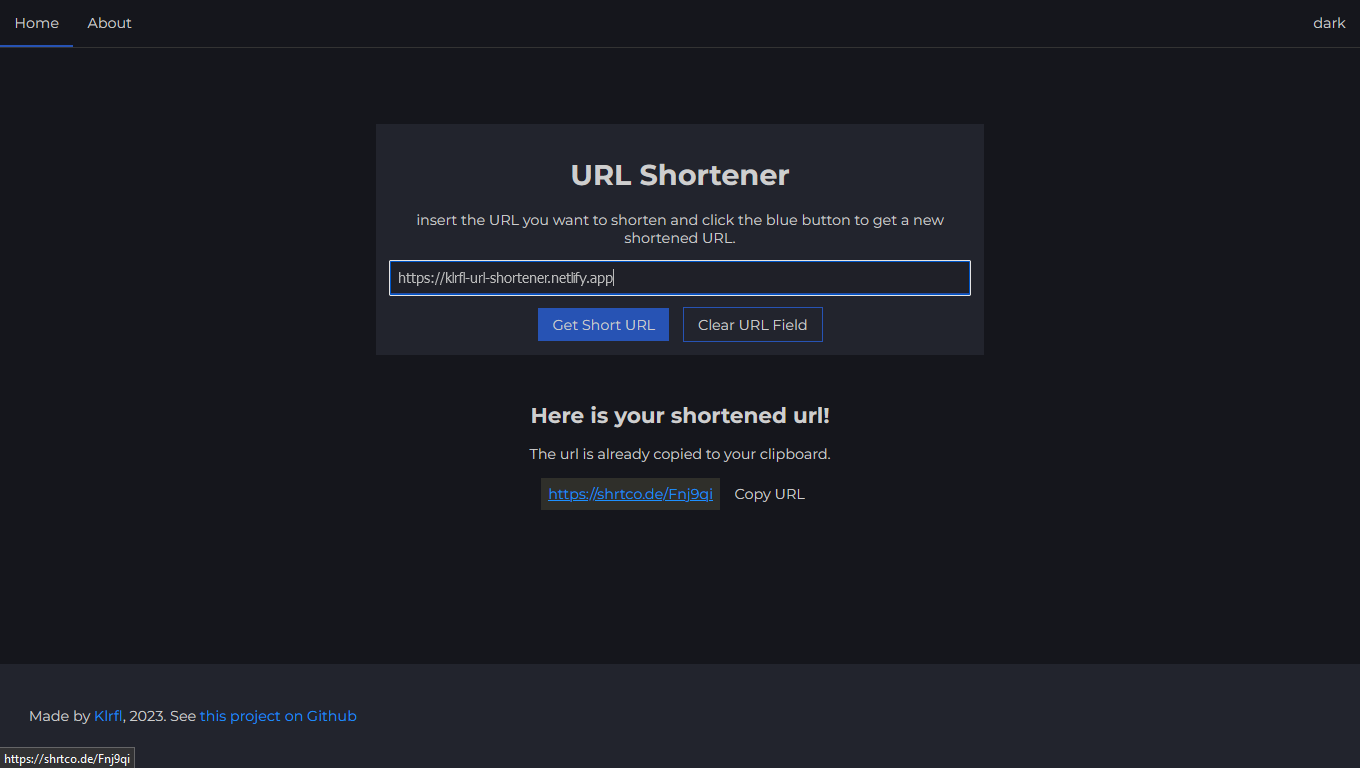 Home About dark
URL Shortener
insert the URL you want to shorten and click the blue button to get a new
shortened URL.
https://klrfl-url-shortener.netlify.app
Get Short URL Clear URL Field
Here is your shortened url!
The url is already copied to your clipboard.
https://shrtco.de/Fnj9qi Copy URL
Made by Klrfl, 2023. See this project on Github
https://shrtco.de/Fnj9qi